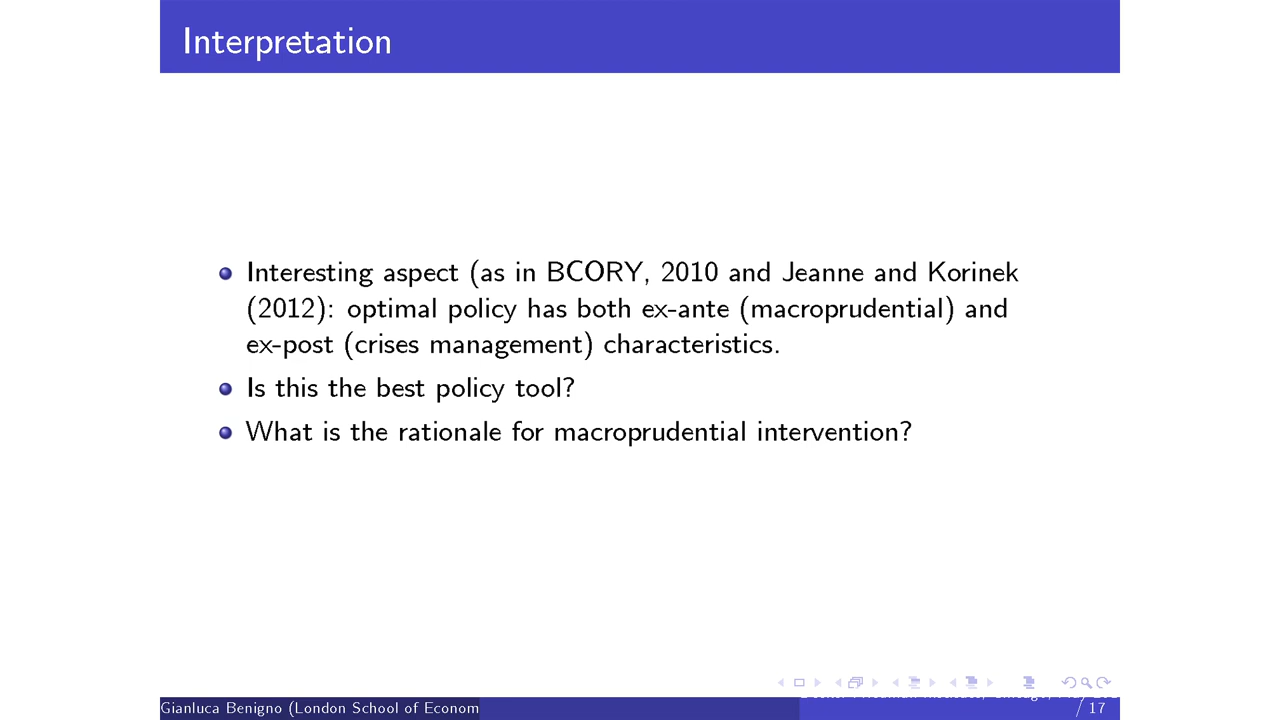 Interpretation
Interesting aspect (as in BCORY, 2010 and Jeanne and Korinek
(2012): optimal policy has both ex-ante (macroprudential) and
ex-post (crises management) characteristics.
Is this the best policy tool?
What is the rationale for macroprudential intervention?
Gianluca Benigno (London School of Econom
/ 17